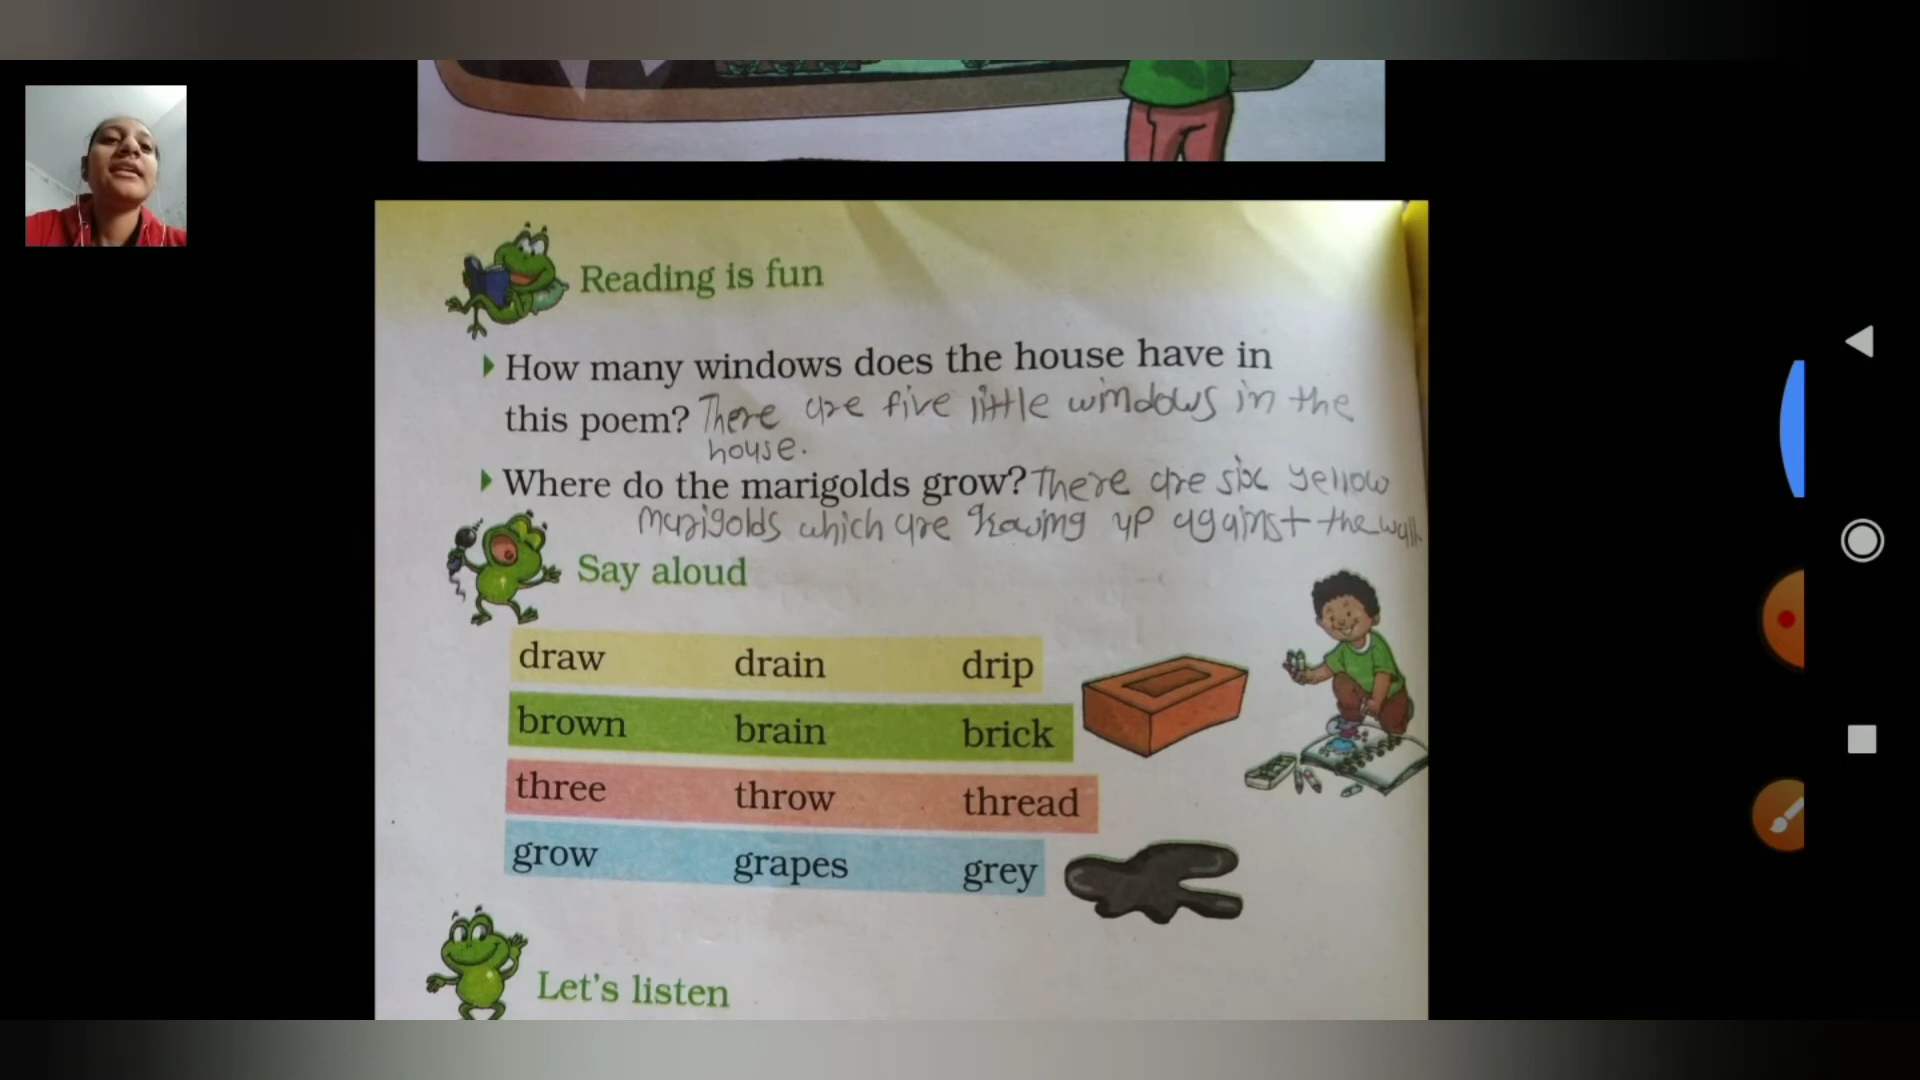 Reading is fun
How many windows does the house have in
this poem? There are five little windows in the
house.
Where do the marigolds grow? There are six yellow
marigolds which are growing up against the wall.
Say aloud
draw drain drip
brown brain brick
three throw thread
grow grapes grey
Let's listen